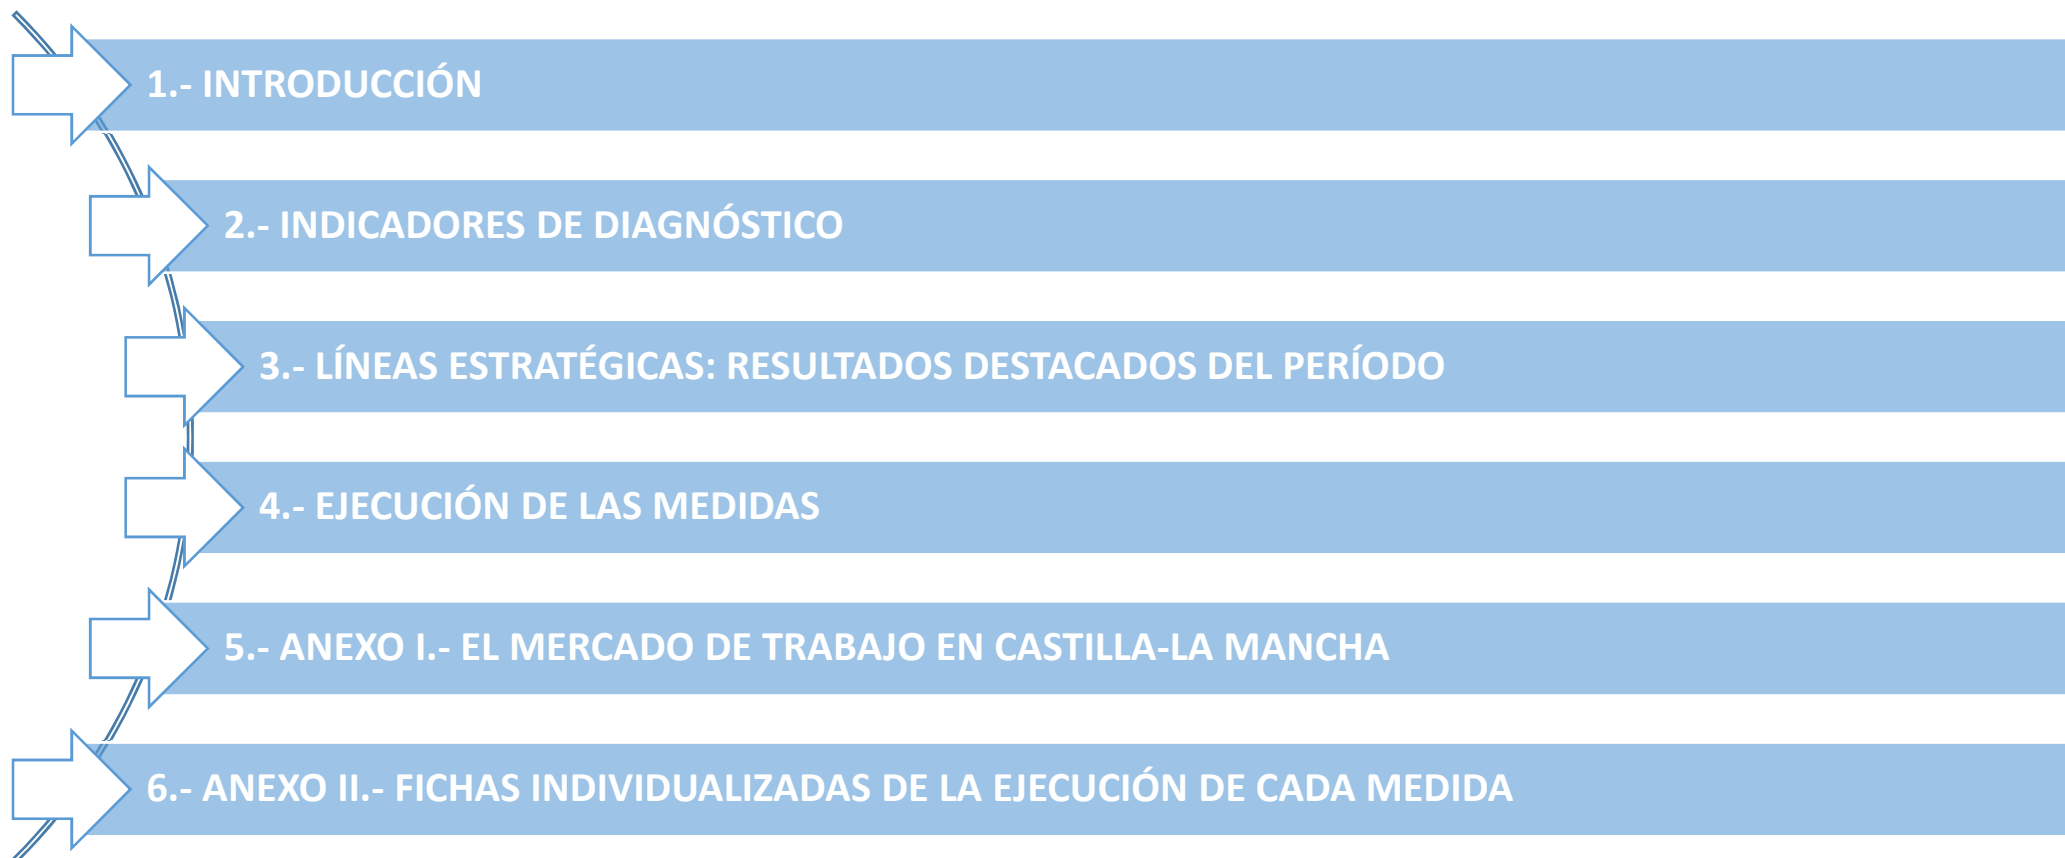 1.- INTRODUCCIÓN
2.- INDICADORES DE DIAGNÓSTICO
3.- LÍNEAS ESTRATÉGICAS: RESULTADOS DESTACADOS DEL PERÍODO
4.- EJECUCIÓN DE LAS MEDIDAS
5.- ANEXO I.- EL MERCADO DE TRABAJO EN CASTILLA-LA MANCHA
6.- ANEXO II.- FICHAS INDIVIDUALIZADAS DE LA EJECUCIÓN DE CADA MEDIDA